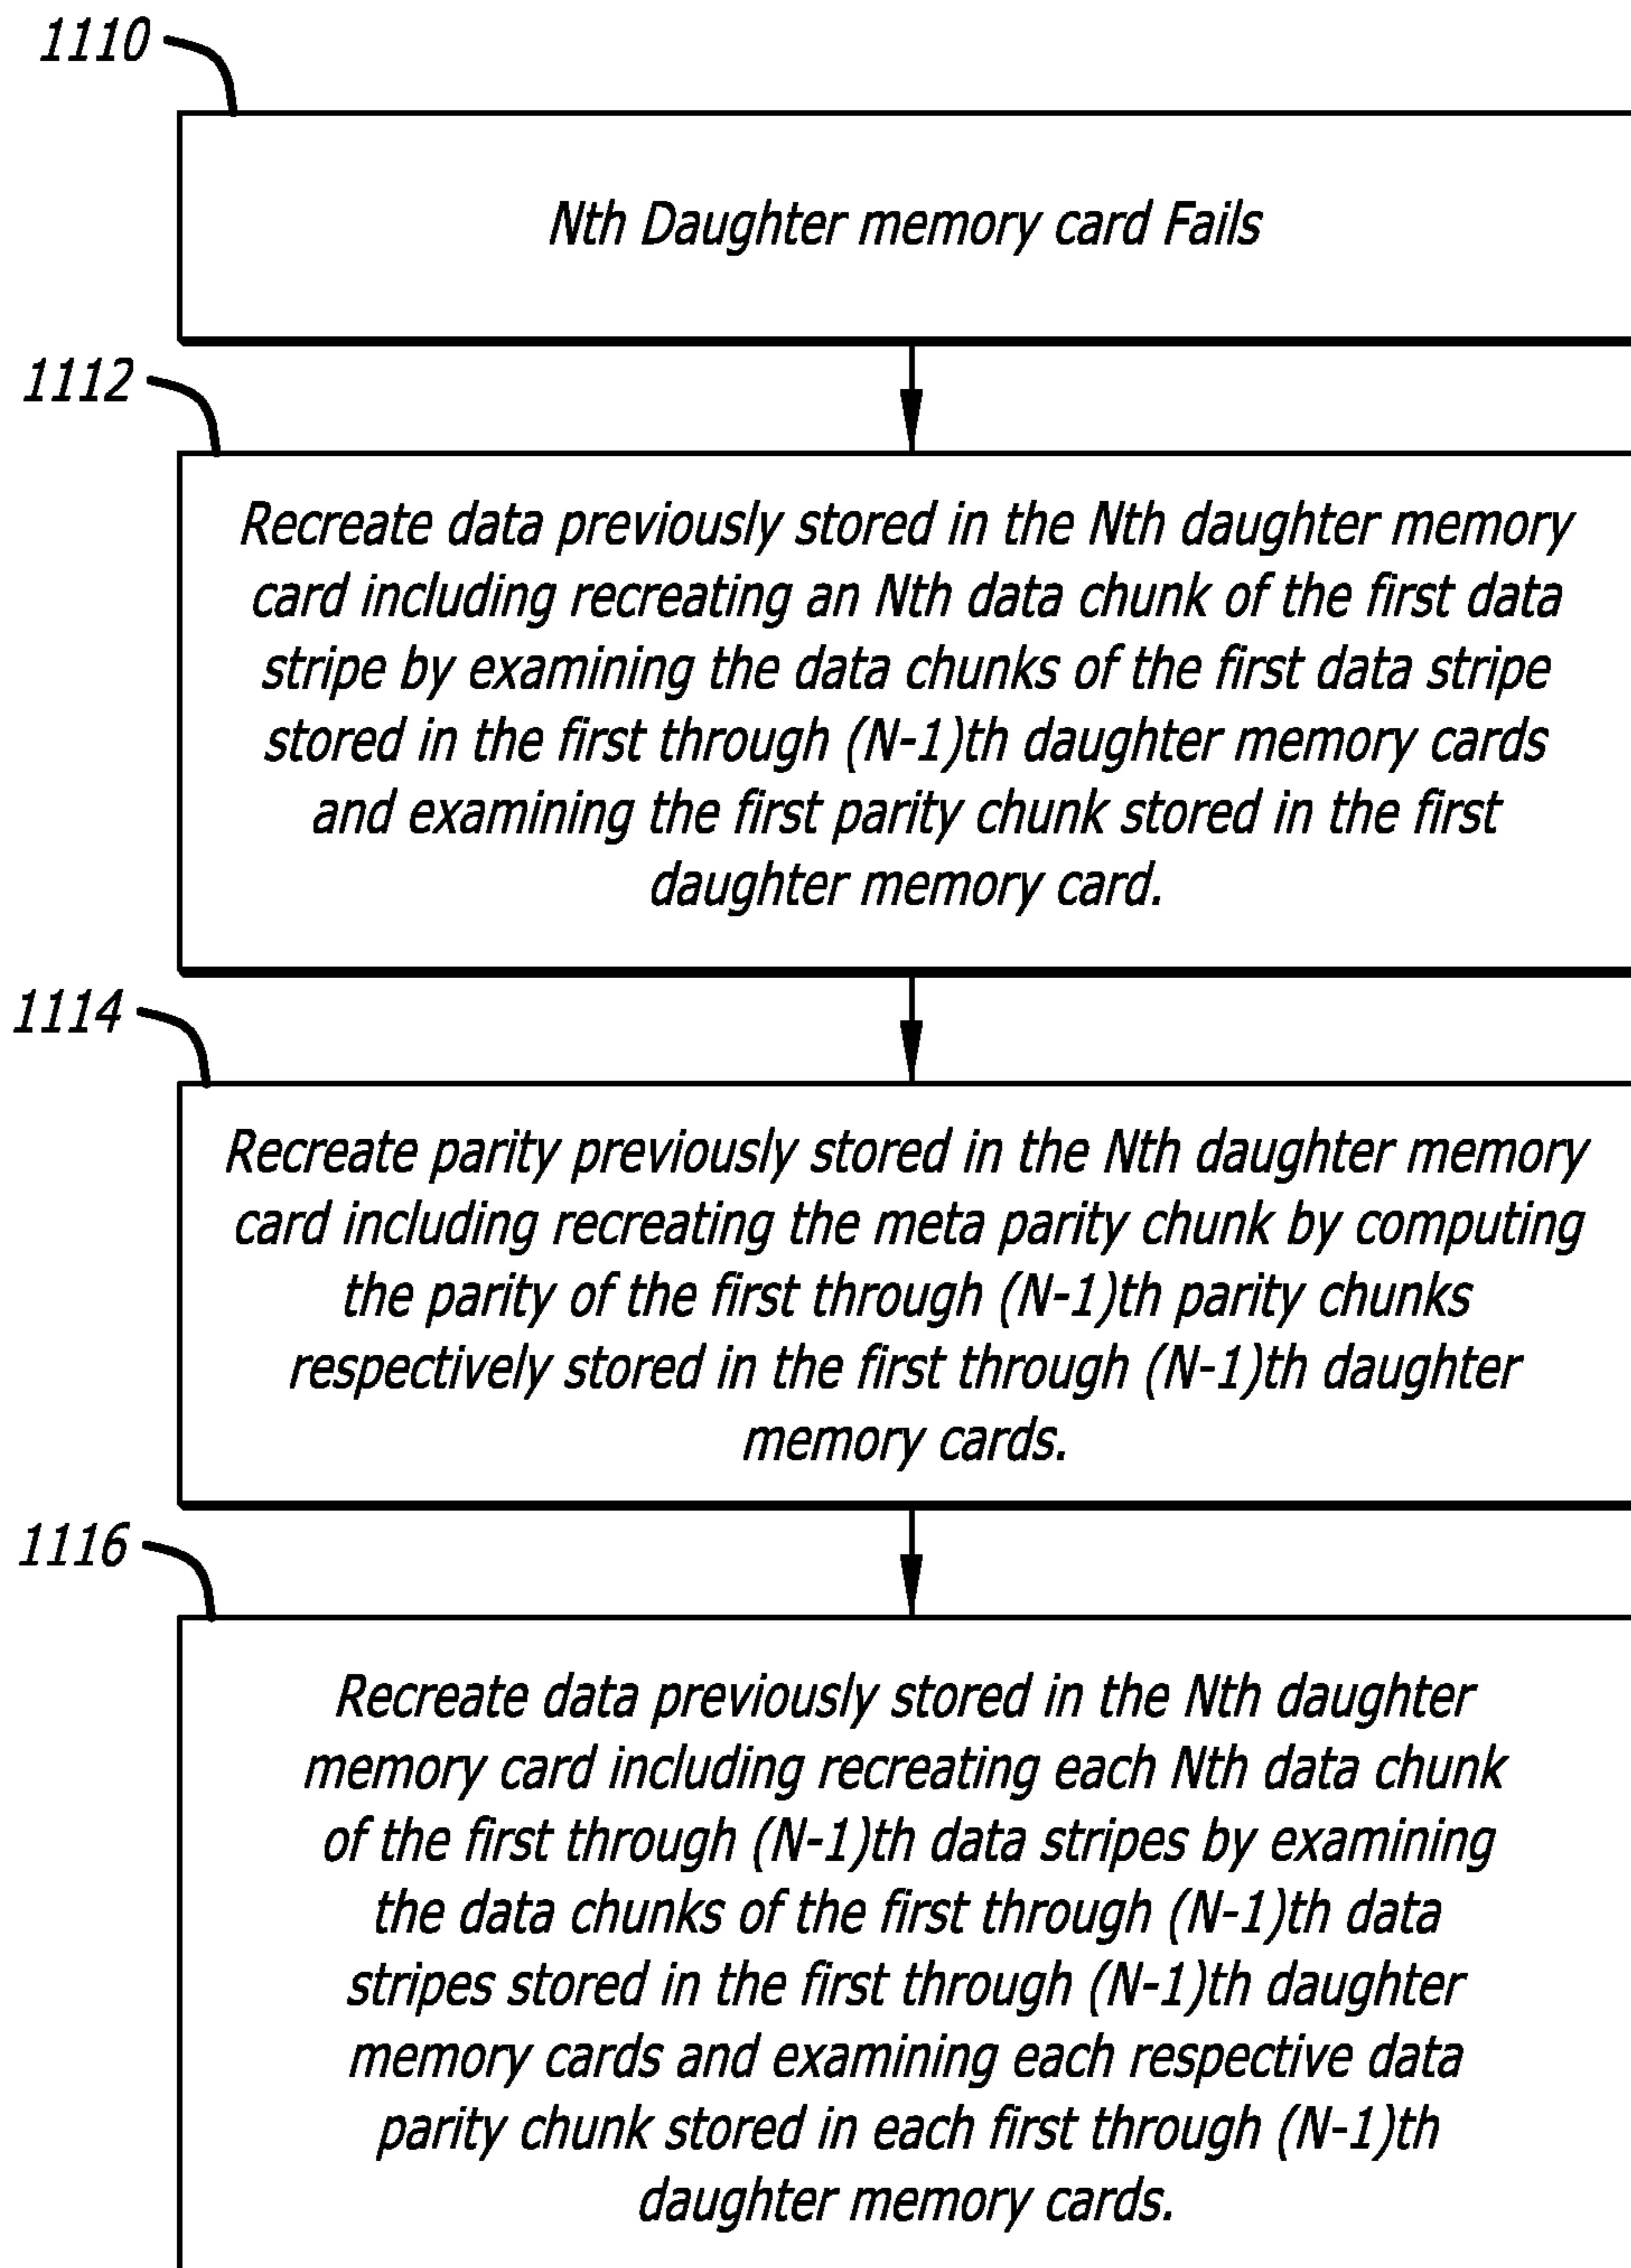 1110
Nth Daughter memory card Fails
1112
Recreate data previously stored in the Nth daughter memory
card including recreating an Nth data chunk of the first data
stripe by examining the data chunks of the first data stripe
stored in the first through (N-1)th daughter memory cards
and examining the first parity chunk stored in the first
daughter memory card.
1114
Recreate parity previously stored in the Nth daughter memory
card including recreating the meta parity chunk by computing
the parity of the first through (N-1)th parity chunks
respectively stored in the first through (N-1)th daughter
memory cards.
1116
Recreate data previously stored in the Nth daughter
memory card including recreating each Nth data chunk
of the first through (N-1)th data stripes by examining
the data chunks of the first through (N-1)th data
stripes stored in the first through (N-1)th daughter
memory cards and examining each respective data
parity chunk stored in each first through (N-1)th
daughter memory cards.